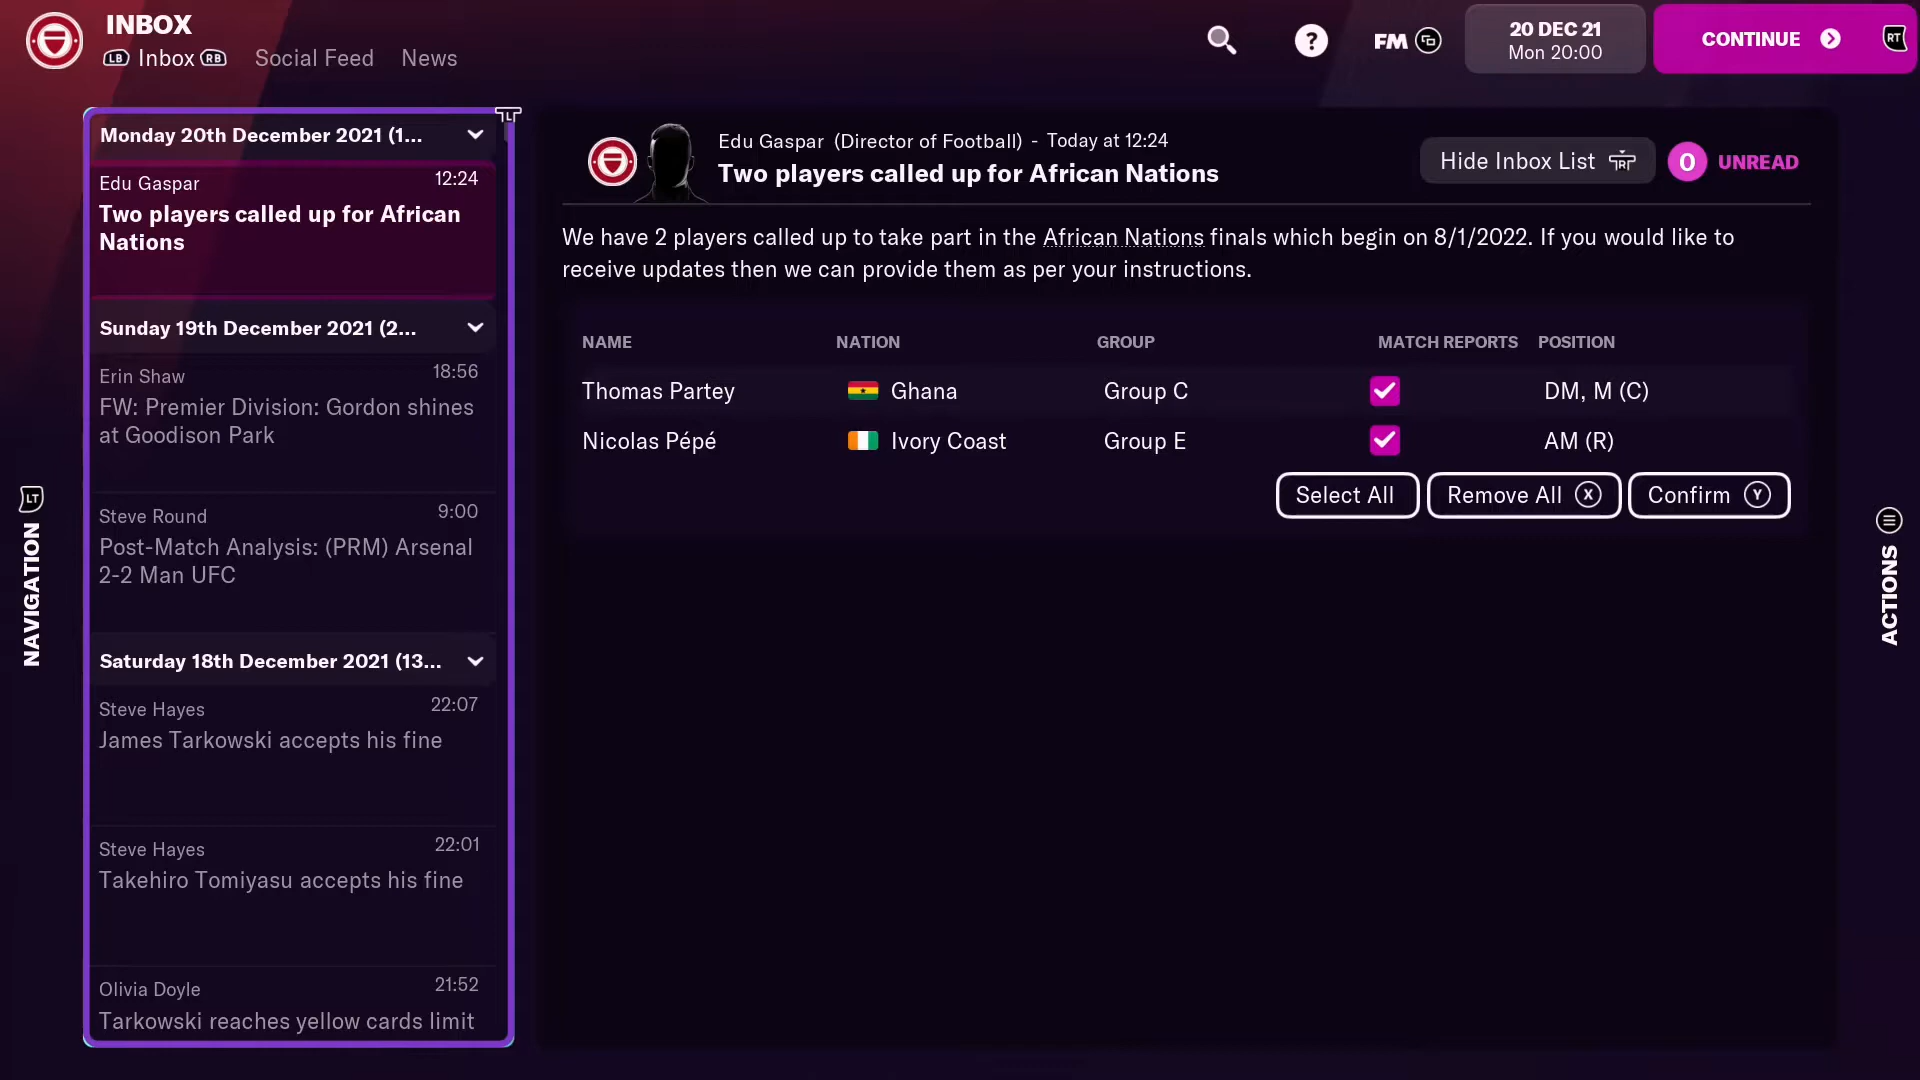 INBOX
LB Inbox RB Social Feed News
FM
20 DEC 21
Mon 20:00
CONTINUE RT
NAVIGATION LT
Monday 20th December 2021 (1...
Edu Gaspar 12:24
Two players called up for African
Nations
Sunday 19th December 2021 (2...
Erin Shaw 18:56
FW: Premier Division: Gordon shines
at Goodison Park
Steve Round 9:00
Post-Match Analysis: (PRM) Arsenal
2-2 Man UFC
Saturday 18th December 2021 (13...
Steve Hayes 22:07
James Tarkowski accepts his fine
Steve Hayes 22:01
Takehiro Tomiyasu accepts his fine
Olivia Doyle 21:52
Tarkowski reaches yellow cards limit
Edu Gaspar (Director of Football) - Today at 12:24
Two players called up for African Nations
Hide Inbox List
0 UNREAD
We have 2 players called up to take part in the African Nations finals which begin on 8/1/2022. If you would like to
receive updates then we can provide them as per your instructions.
NAME NATION GROUP MATCH REPORTS POSITION
Thomas Partey Ghana Group C DM, M (C)
Nicolas Pépé Ivory Coast Group E AM (R)
Select All Remove All X Confirm Y
ACTIONS